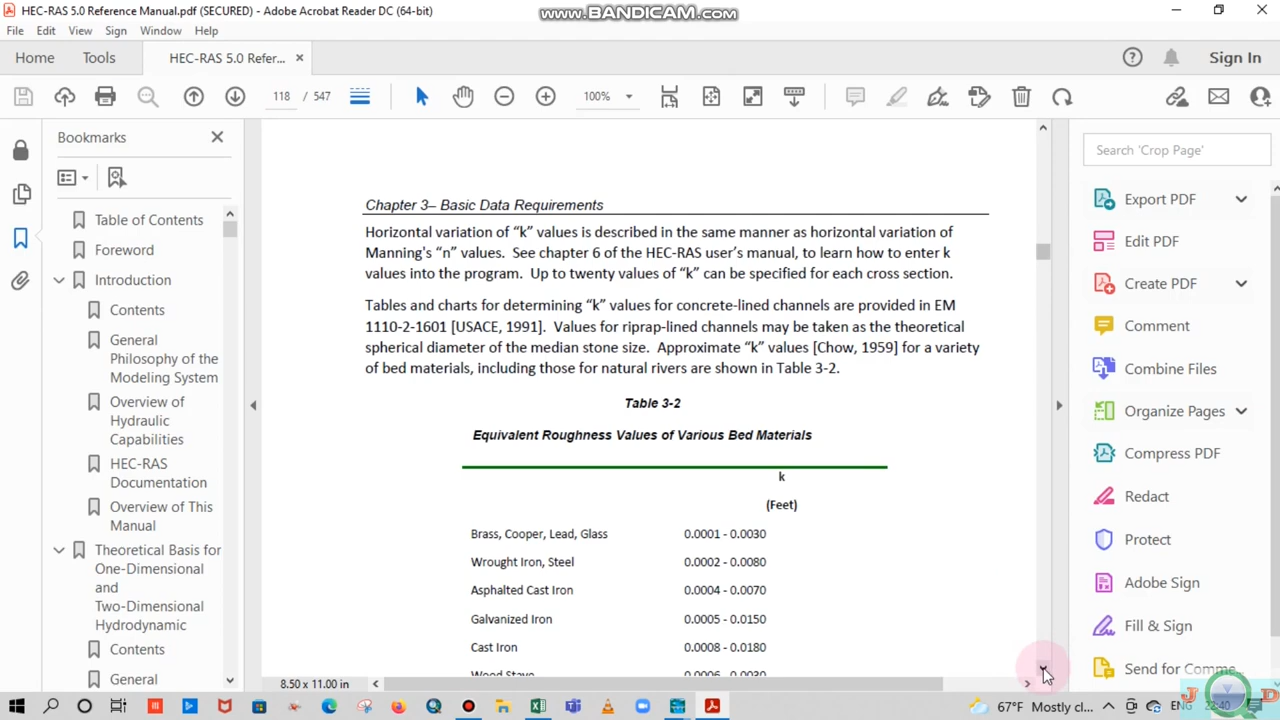 HEC-RAS 5.0 Reference Manual.pdf (SECURED) - Adobe Acrobat Reader DC (64-bit)
www.BANDICAM.com
File Edit View Sign Window Help
Home Tools HEC-RAS 5.0 Refer... ×
Sign In
118 / 547
100%
Bookmarks
Table of Contents
Foreword
Introduction
Contents
General
Philosophy of the
Modeling System
Overview of
Hydraulic
Capabilities
HEC-RAS
Documentation
Overview of This
Manual
Theoretical Basis for
One-Dimensional
and
Two-Dimensional
Hydrodynamic
Contents
General
Chapter 3– Basic Data Requirements
Horizontal variation of “k” values is described in the same manner as horizontal variation of
Manning's “n” values. See chapter 6 of the HEC-RAS user's manual, to learn how to enter k
values into the program. Up to twenty values of “k” can be specified for each cross section.
Tables and charts for determining “k” values for concrete-lined channels are provided in EM
1110-2-1601 [USACE, 1991]. Values for riprap-lined channels may be taken as the theoretical
spherical diameter of the median stone size. Approximate “k” values [Chow, 1959] for a variety
of bed materials, including those for natural rivers are shown in Table 3-2.
Table 3-2
Equivalent Roughness Values of Various Bed Materials
k
(Feet)
Brass, Cooper, Lead, Glass 0.0001 - 0.0030
Wrought Iron, Steel 0.0002 - 0.0080
Asphalted Cast Iron 0.0004 - 0.0070
Galvanized Iron 0.0005 - 0.0150
Cast Iron 0.0008 - 0.0180
Wood Stave 0.0006 - 0.0030
8.50 x 11.00 in
Search 'Crop Page'
Export PDF
Edit PDF
Create PDF
Comment
Combine Files
Organize Pages
Compress PDF
Redact
Protect
Adobe Sign
Fill & Sign
Send for Comme...
67°F Mostly cl...
ENG
J D